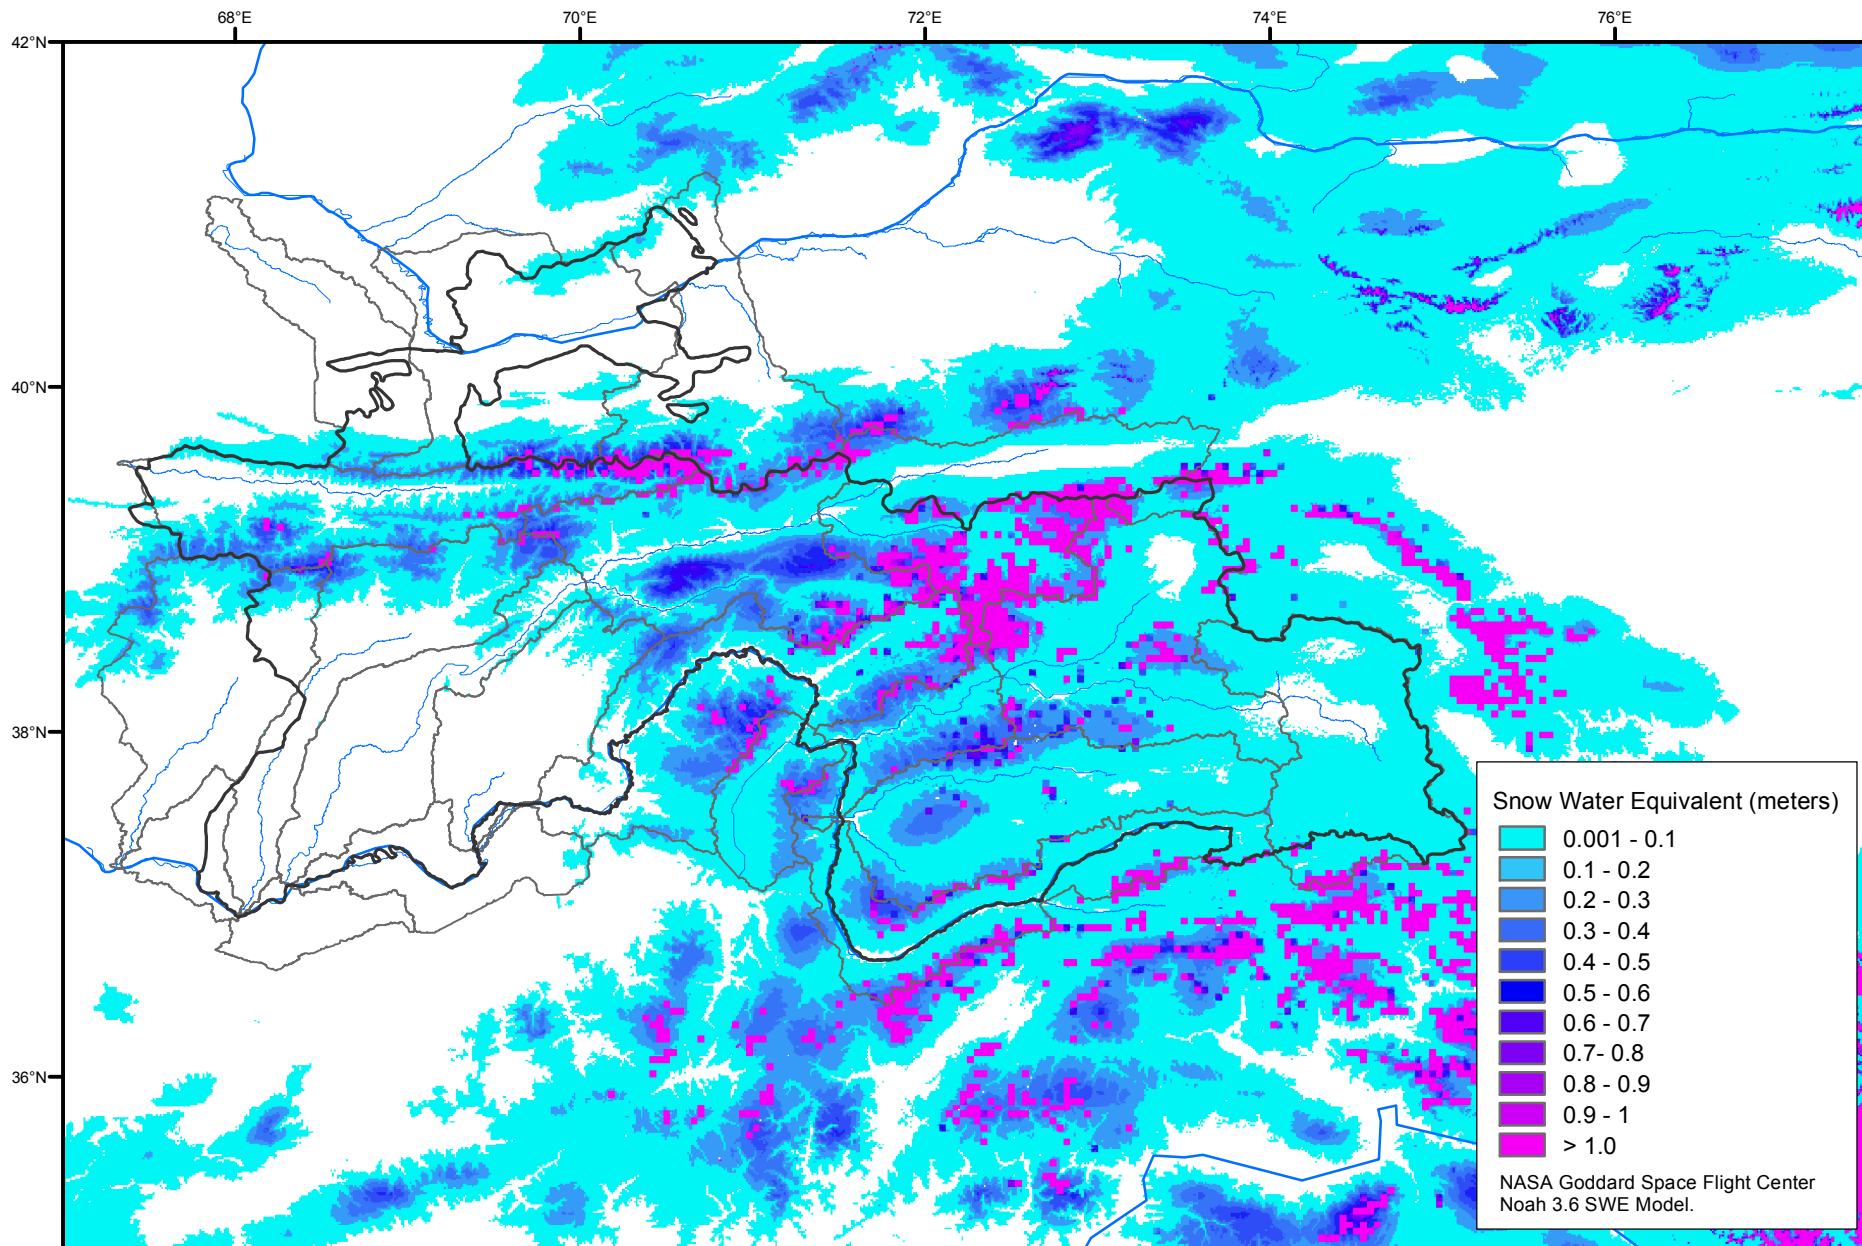 68°E 70°E 72°E 74°E 76°E
42°N
40°N
38°N
36°N
Snow Water Equivalent (meters)
0.001 - 0.1
0.1 - 0.2
0.2 - 0.3
0.3 - 0.4
0.4 - 0.5
0.5 - 0.6
0.6 - 0.7
0.7- 0.8
0.8 - 0.9
0.9 - 1
> 1.0
NASA Goddard Space Flight Center
Noah 3.6 SWE Model.